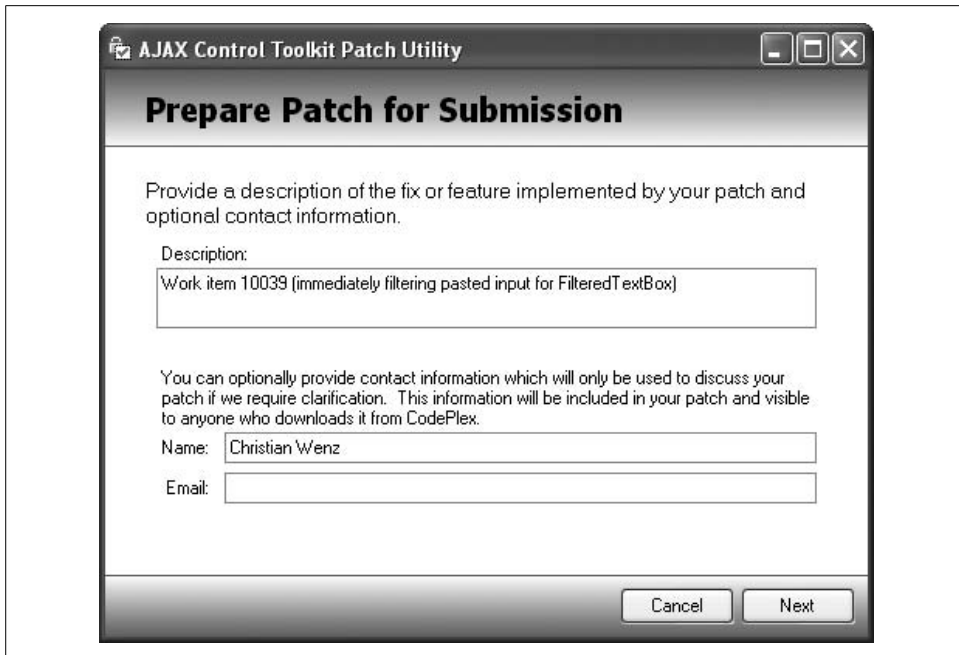 AJAX Control Toolkit Patch Utility
Prepare Patch for Submission
Provide a description of the fix or feature implemented by your patch and
optional contact information.
Description:
Work item 10039 (immediately filtering pasted input for FilteredTextBox)
You can optionally provide contact information which will only be used to discuss your
patch if we require clarification. This information will be included in your patch and visible
to anyone who downloads it from CodePlex.
Name: Christian Wenz
Email:
Cancel Next